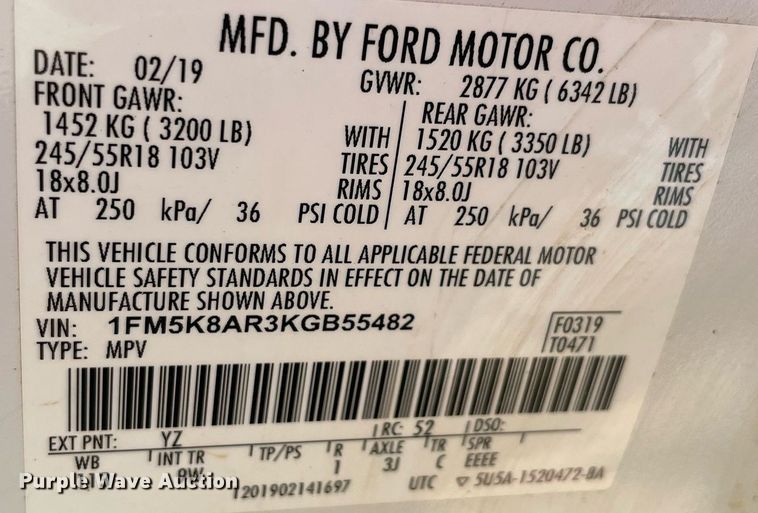 MFD. BY FORD MOTOR CO.
DATE: 02/19 GVWR: 2877 KG ( 6342 LB)
FRONT GAWR: REAR GAWR:
1452 KG ( 3200 LB) WITH 1520 KG ( 3350 LB) WITH
245/55R18 103V TIRES 245/55R18 103V TIRES
18x8.0J RIMS 18x8.0J RIMS
AT 250 kPa/ 36 PSI COLD AT 250 kPa/ 36 PSI COLD
THIS VEHICLE CONFORMS TO ALL APPLICABLE FEDERAL MOTOR
VEHICLE SAFETY STANDARDS IN EFFECT ON THE DATE OF
MANUFACTURE SHOWN ABOVE.
VIN: 1FM5K8AR3KGB55482 F0319
TYPE: MPV T0471
EXT PNT: YZ RC: 52 DSO:
WB INT TR TP/PS R AXLE TR SPR
1 3J C EEEE
Purple Wave Auction
201902141697 UTC ▽ 5U5A-1520472-BA